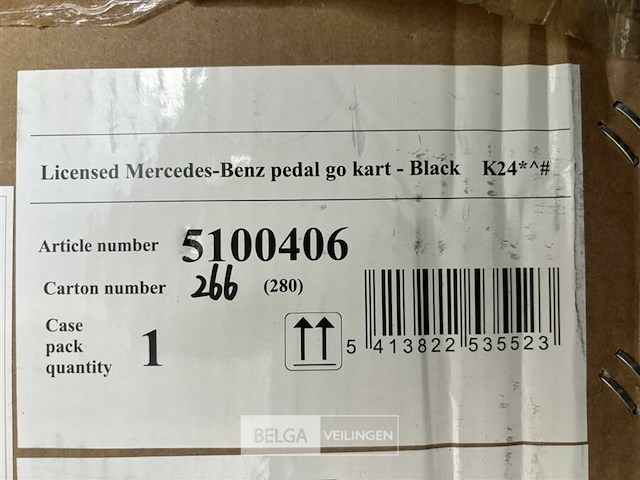 Licensed Mercedes-Benz pedal go kart - Black K24*^#
Article number 5100406
Carton number 266 (280)
Case
pack
quantity
1
5 413822 535523
BELGA VEILINGEN